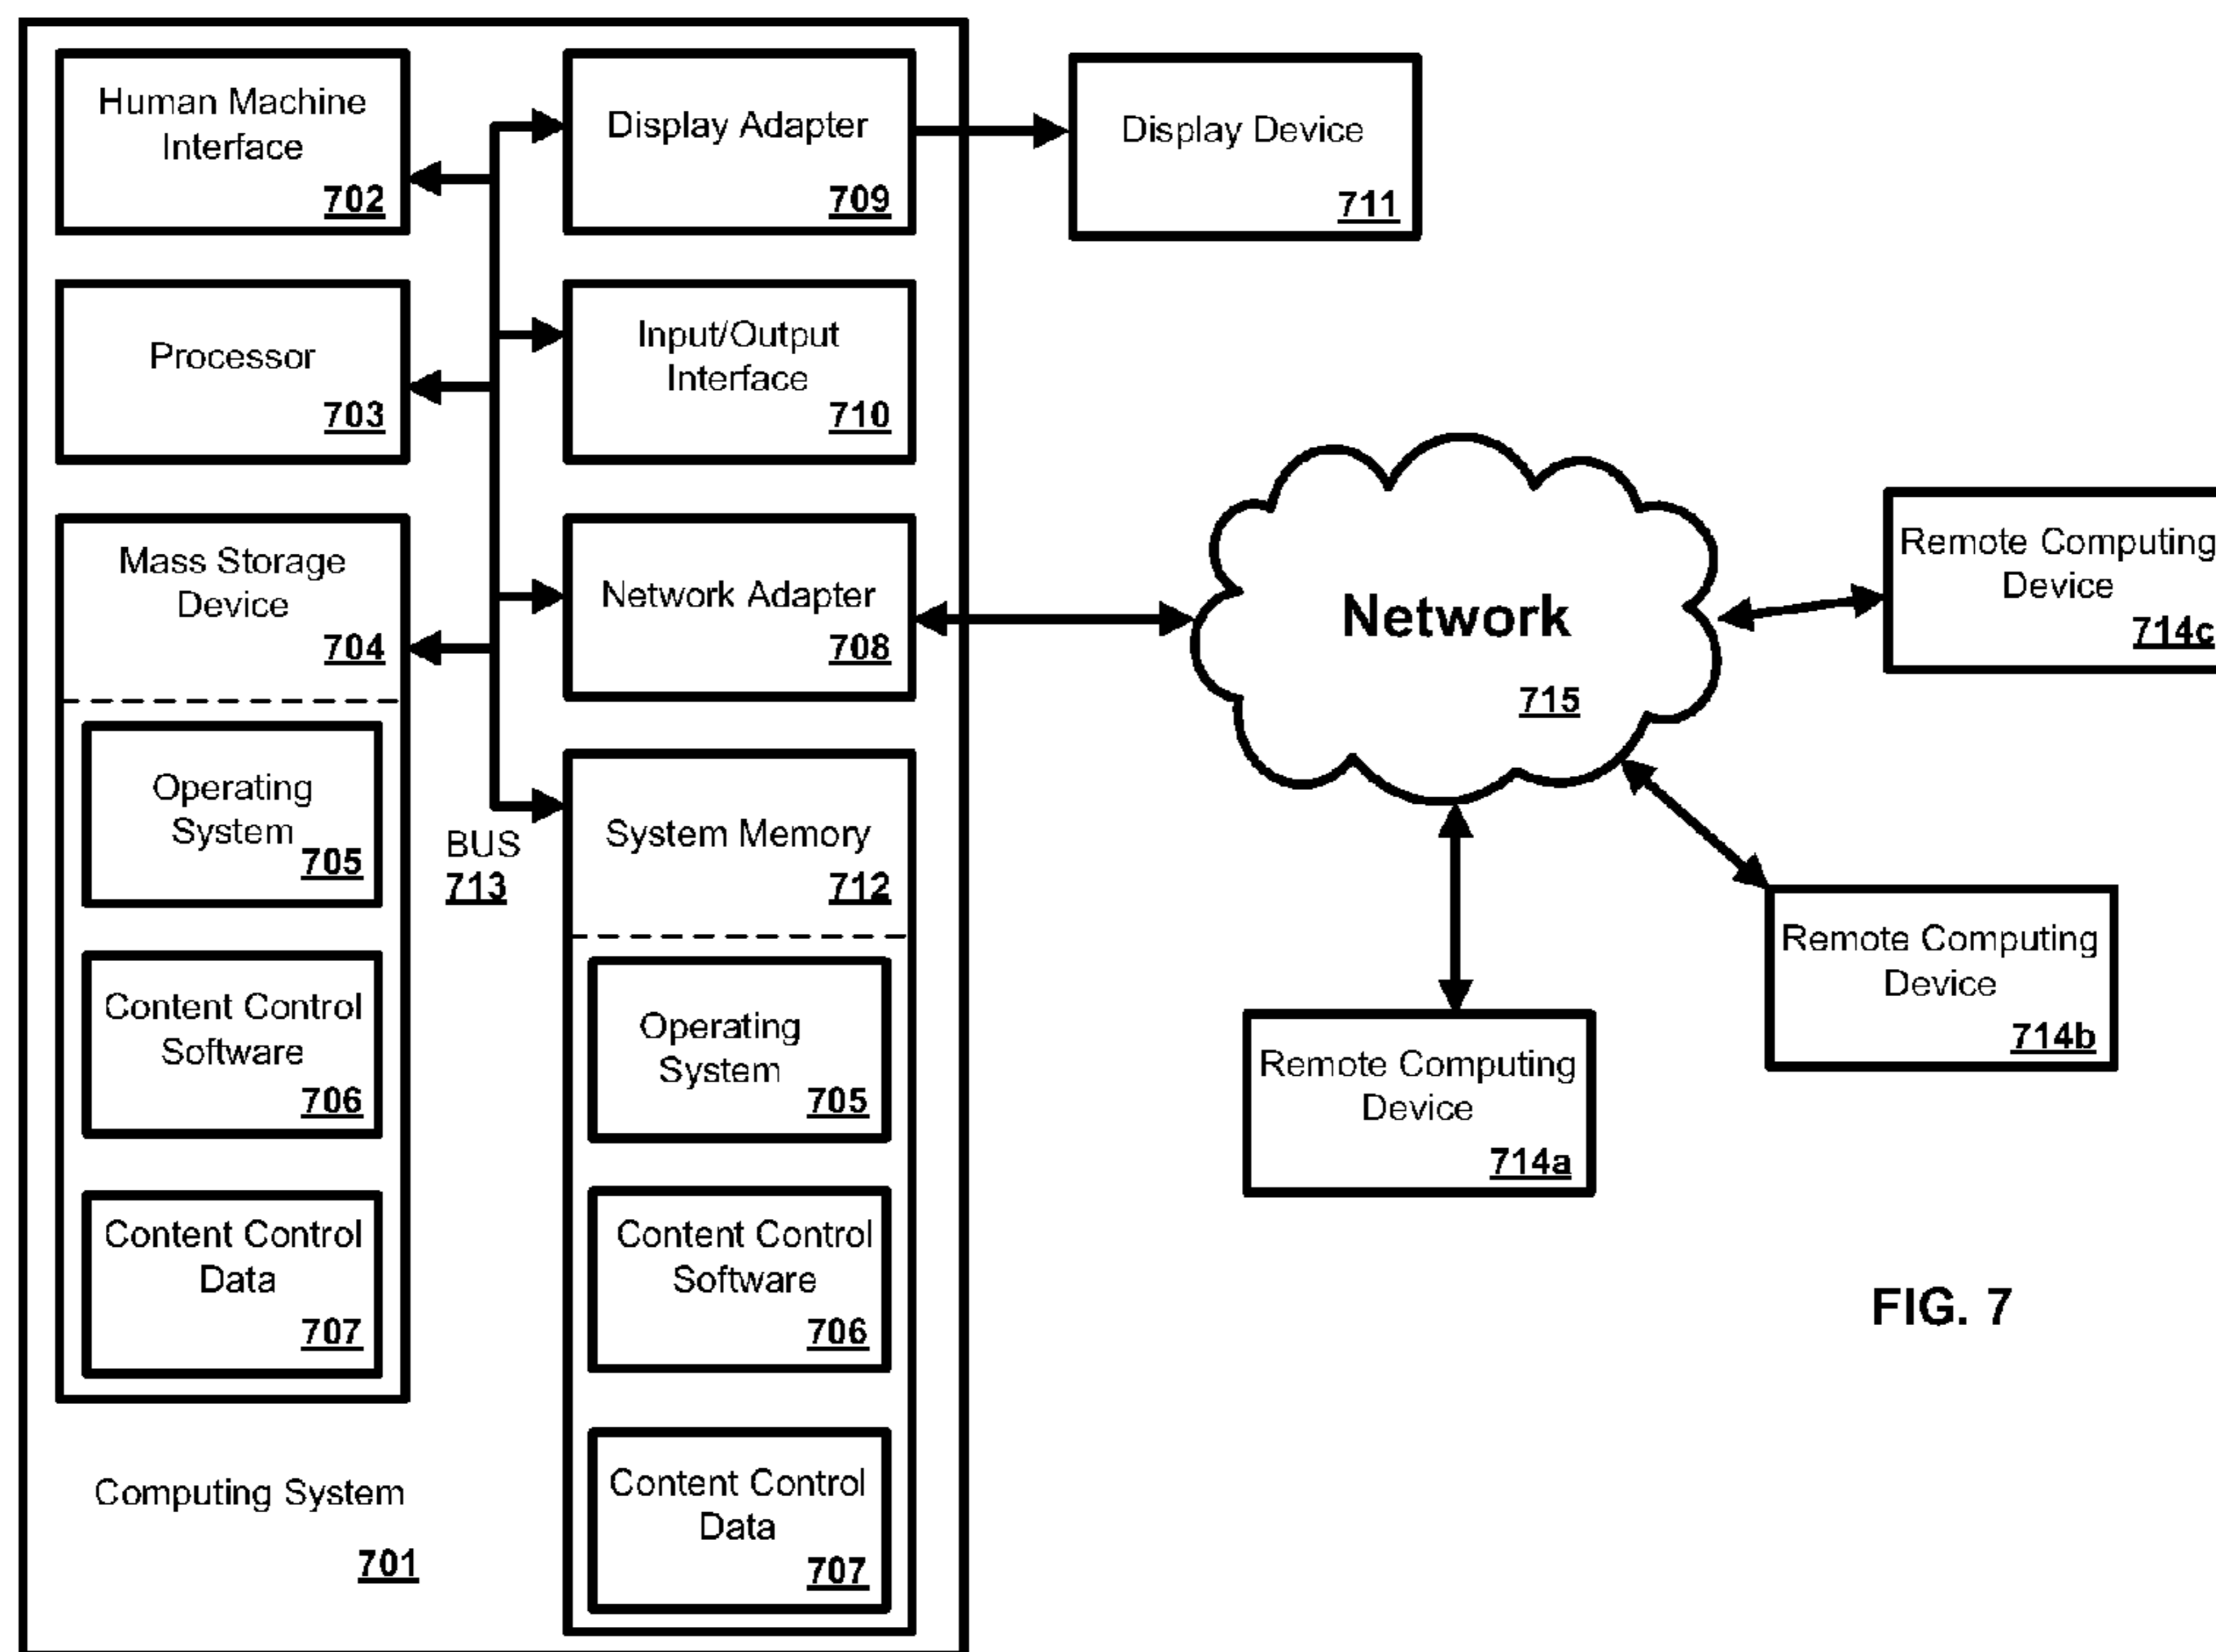 Human Machine
Interface
702
Display Adapter
709
Display Device
711
Processor
703
Input/Output
Interface
710
Mass Storage
Device
704
Network Adapter
708
Network
715
Remote Computing
Device
714c
Operating
System
705
BUS
713
System Memory
712
Remote Computing
Device
714b
Content Control
Software
706
Operating
System
705
Remote Computing
Device
714a
Content Control
Data
707
Content Control
Software
706
FIG. 7
Computing System
701
Content Control
Data
707